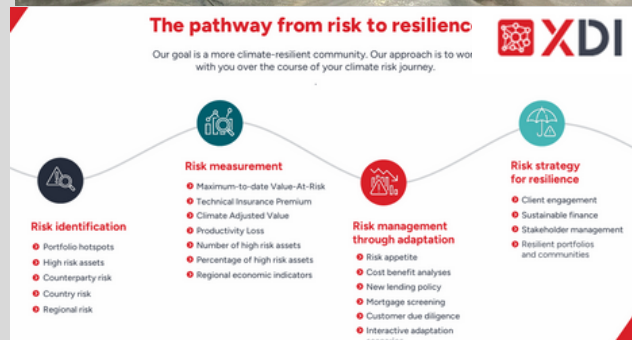 The pathway from risk to resilienc
XDI
Our goal is a more climate-resilient community. Our approach is to wor
with you over the course of your climate risk journey.
Risk identification
Portfolio hotspots
High risk assets
Counterparty risk
Country risk
Regional risk
Risk measurement
Maximum-to-date Value-At-Risk
Technical Insurance Premium
Climate Adjusted Value
Productivity Loss
Number of high risk assets
Percentage of high risk assets
Regional economic indicators
Risk management
through adaptation
Risk appetite
Cost benefit analyses
New lending policy
Mortgage screening
Customer due diligence
Interactive adaptation
Risk strategy
for resilience
Client engagement
Sustainable finance
Stakeholder management
Resilient portfolios
and communities